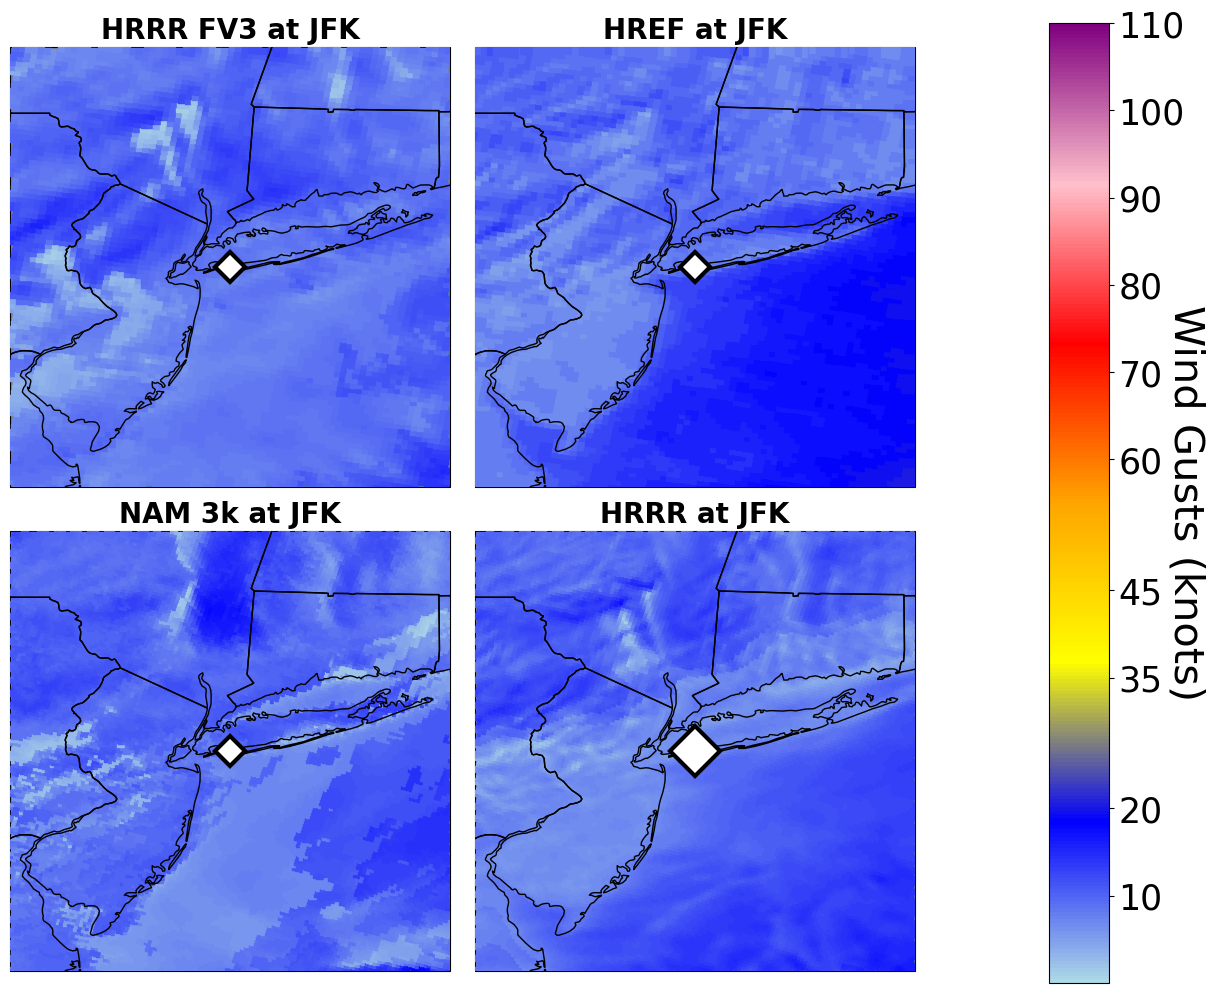 HRRR FV3 at JFK
HREF at JFK
NAM 3k at JFK
HRRR at JFK
110
100
90
80
70
60
45
35
20
10
Wind Gusts (knots)